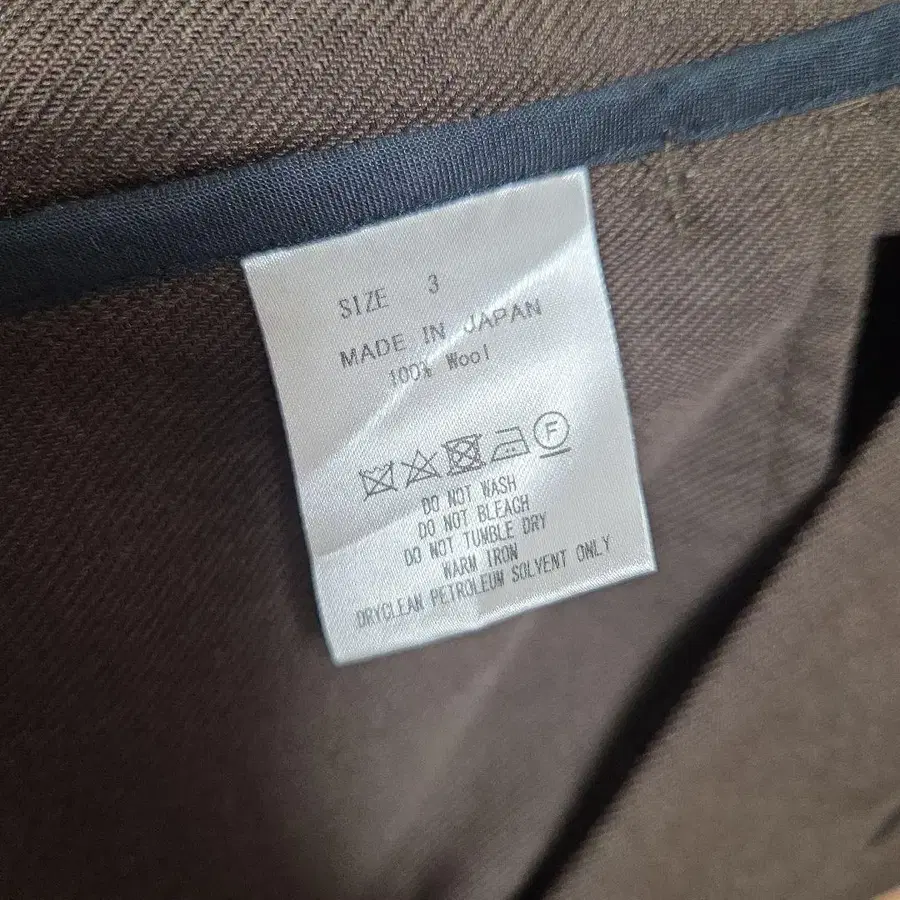 SIZE 3
MADE IN JAPAN
100% Wool
F
DO NOT WASH
DO NOT BLEACH
DO NOT TUMBLE DRY
WARM IRON
DRYCLEAN PETROLEUM SOLVENT ONLY